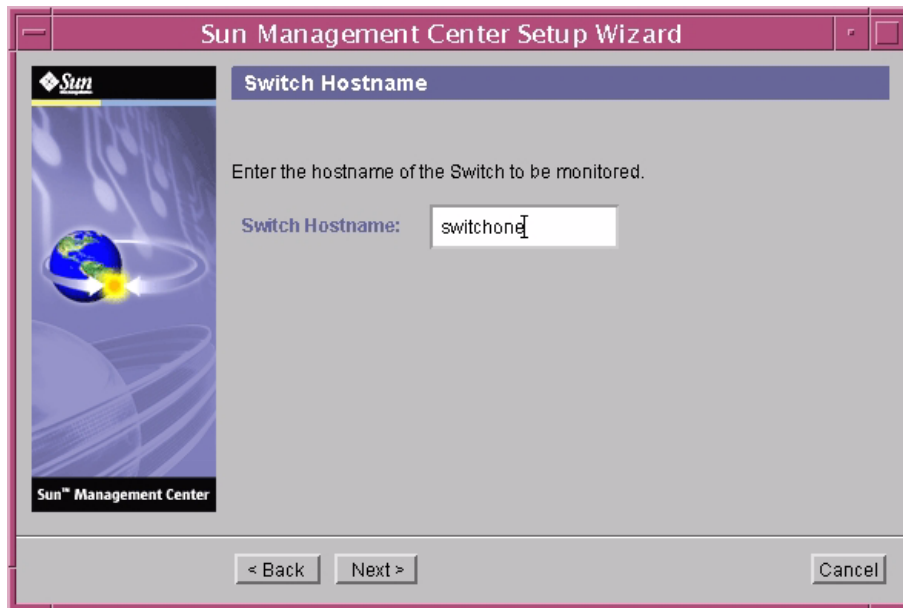 Sun Management Center Setup Wizard
Sun
Switch Hostname
Enter the hostname of the Switch to be monitored.
Switch Hostname: switchone
Sun™ Management Center
< Back Next > Cancel